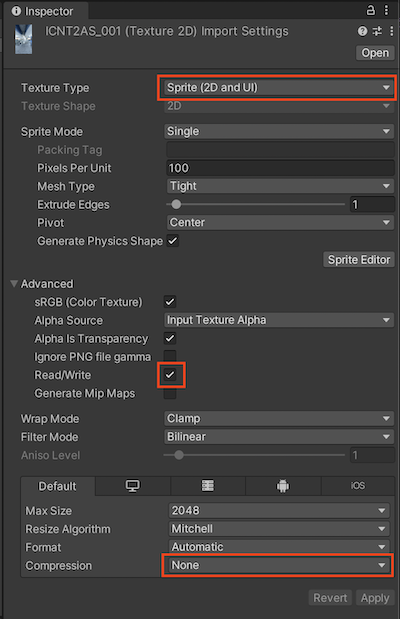 Inspector
ICNT2AS_001 (Texture 2D) Import Settings
Open
Texture Type Sprite (2D and UI)
Texture Shape 2D
Sprite Mode Single
Packing Tag
Pixels Per Unit 100
Mesh Type Tight
Extrude Edges 1
Pivot Center
Generate Physics Shape
Sprite Editor
Advanced
sRGB (Color Texture)
Alpha Source Input Texture Alpha
Alpha Is Transparency
Ignore PNG file gamma
Read/Write
Generate Mip Maps
Wrap Mode Clamp
Filter Mode Bilinear
Aniso Level 1
Default iOS
Max Size 2048
Resize Algorithm Mitchell
Format Automatic
Compression None
Revert Apply